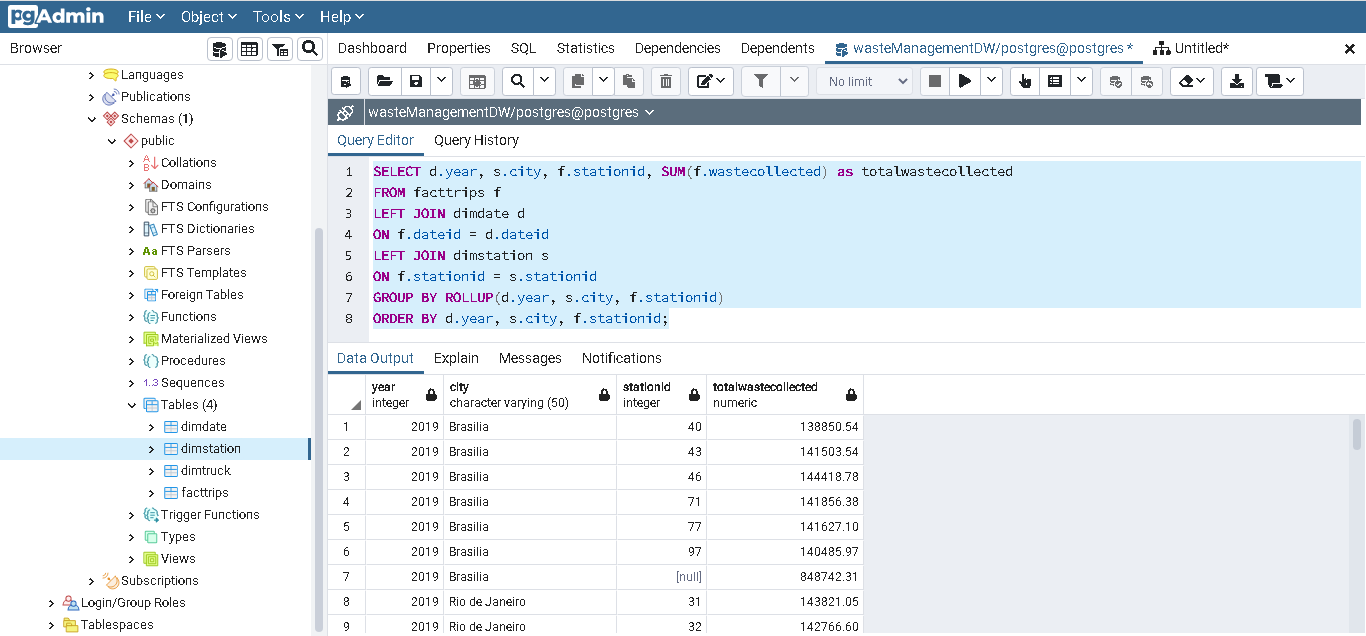 pgAdmin File Object Tools Help
Browser
Dashboard Properties SQL Statistics Dependencies Dependents wasteManagementDW/postgres@postgres * Untitled*
Languages
Publications
Schemas (1)
public
Collations
Domains
FTS Configurations
FTS Dictionaries
Aa FTS Parsers
FTS Templates
Foreign Tables
Functions
Materialized Views
Procedures
1.3 Sequences
Tables (4)
dimdate
dimstation
dimtruck
facttrips
Trigger Functions
Types
Views
Subscriptions
Login/Group Roles
Tablespaces
No limit
wasteManagementDW/postgres@postgres
Query Editor Query History
1 SELECT d.year, s.city, f.stationid, SUM(f.wastecollected) as totalwastecollected
2 FROM facttrips f
3 LEFT JOIN dimdate d
4 ON f.dateid = d.dateid
5 LEFT JOIN dimstation s
6 ON f.stationid = s.stationid
7 GROUP BY ROLLUP(d.year, s.city, f.stationid)
8 ORDER BY d.year, s.city, f.stationid;
Data Output Explain Messages Notifications
year city stationid totalwastecollected
integer character varying (50) integer numeric
1 2019 Brasilia 40 138850.54
2 2019 Brasilia 43 141503.54
3 2019 Brasilia 46 144418.78
4 2019 Brasilia 71 141856.38
5 2019 Brasilia 77 141627.10
6 2019 Brasilia 97 140485.97
7 2019 Brasilia [null] 848742.31
8 2019 Rio de Janeiro 31 143821.05
9 2019 Rio de Janeiro 32 142766.60